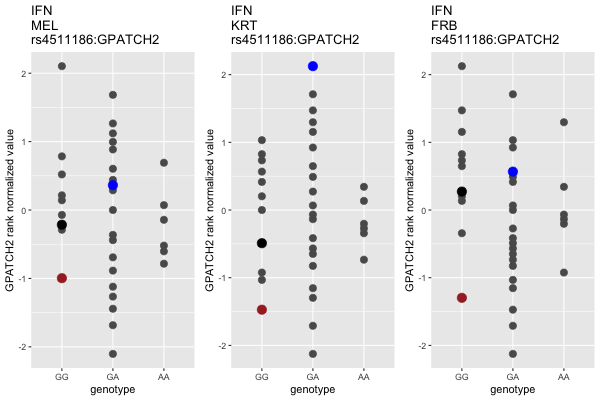 IFN
MEL
rs4511186:GPATCH2
GPATCH2 rank normalized value
2
1
0
-1
-2
GG GA AA
genotype
IFN
KRT
rs4511186:GPATCH2
GPATCH2 rank normalized value
2
1
0
-1
-2
GG GA AA
genotype
IFN
FRB
rs4511186:GPATCH2
GPATCH2 rank normalized value
2
1
0
-1
-2
GG GA AA
genotype